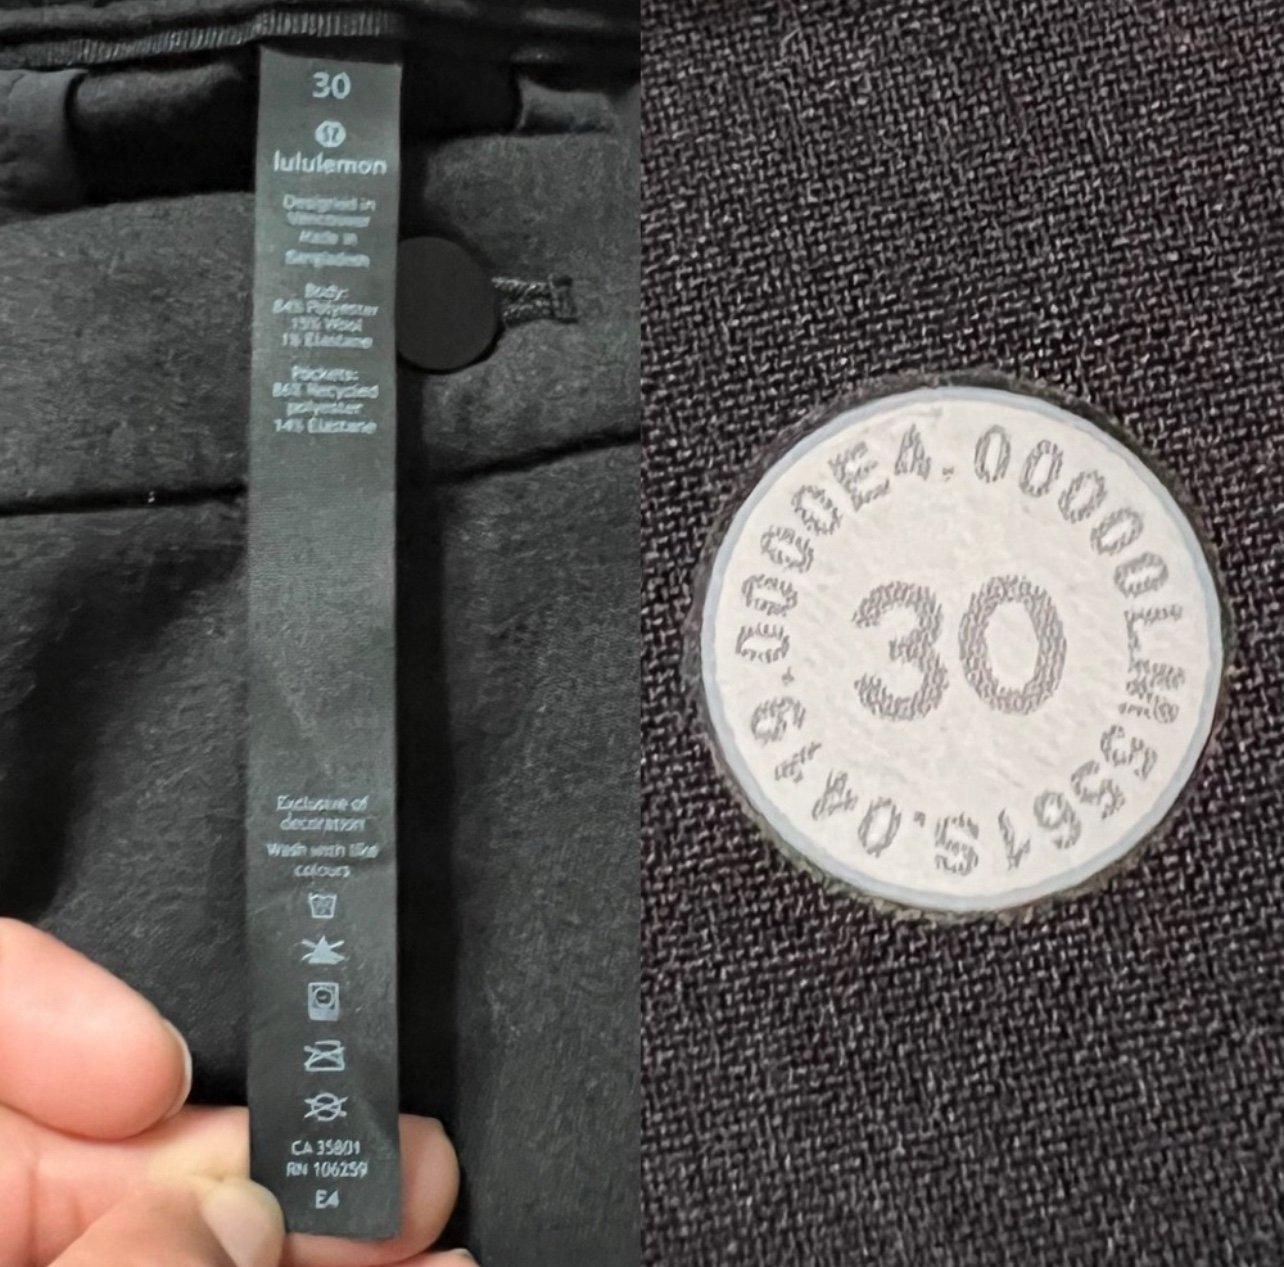 30
lululemon
Designed in
Vancouver
Made in
Bangladesh
Body:
84% Polyester
15% Wool
1% Elastane
Pockets:
86% Recycled
polyester
14% Elastane
Exclusive of
decoration
Wash with like
colours
CA 35801
RN 106259
E4
30